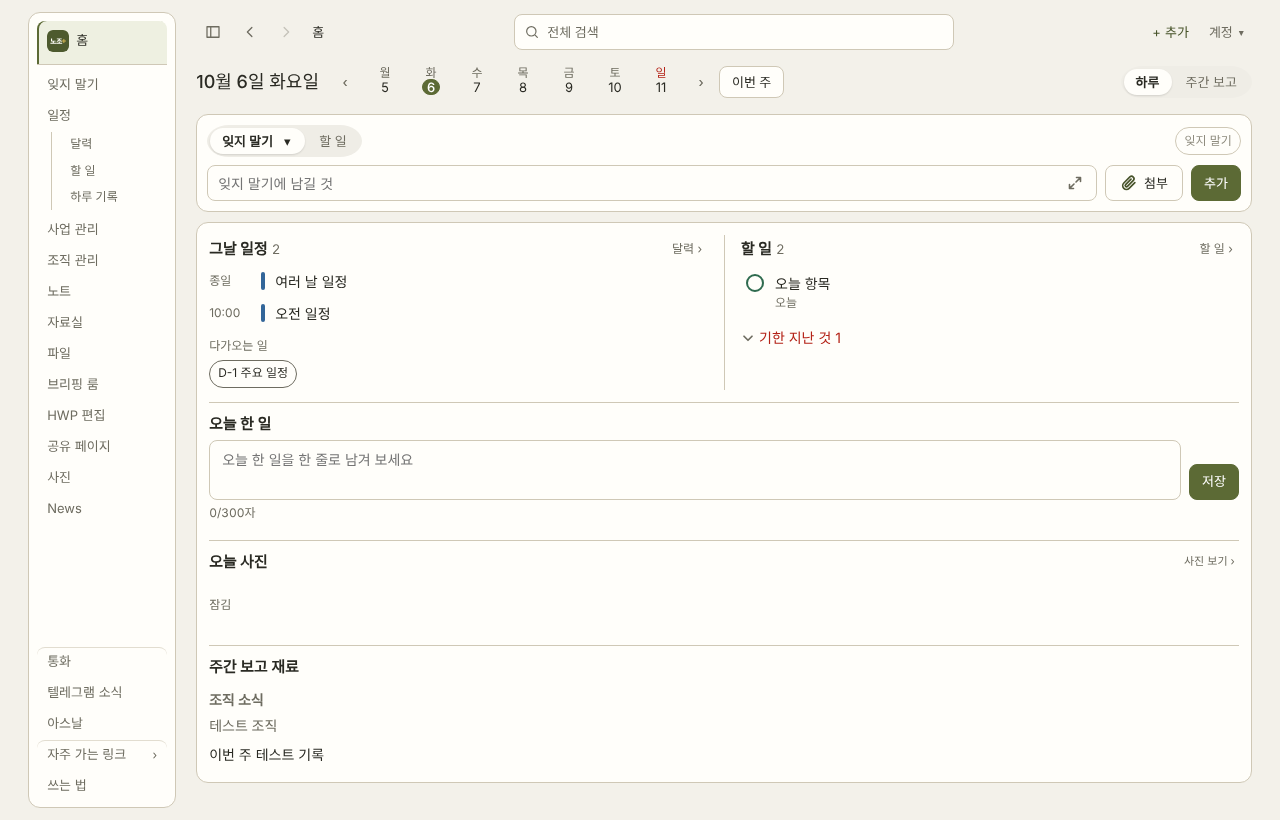 노조
홈
잊지 말기
일정
달력
할 일
하루 기록
사업 관리
조직 관리
노트
자료실
파일
브리핑 룸
HWP 편집
공유 페이지
사진
News
통화
텔레그램 소식
아스날
자주 가는 링크 ›
쓰는 법
홈
전체 검색
+ 추가
계정 ▾
10월 6일 화요일
‹ 월 화 수 목 금 토 일 ›
5 6 7 8 9 10 11
이번 주
하루 주간 보고
잊지 말기 ▾ 할 일
잊지 말기
잊지 말기에 남길 것
첨부
추가
그날 일정 2
달력 ›
종일 여러 날 일정
10:00 오전 일정
다가오는 일
D-1 주요 일정
할 일 2
할 일 ›
오늘 항목
오늘
기한 지난 것 1
오늘 한 일
오늘 한 일을 한 줄로 남겨 보세요
저장
0/300자
오늘 사진
사진 보기 ›
잠김
주간 보고 재료
조직 소식
테스트 조직
이번 주 테스트 기록